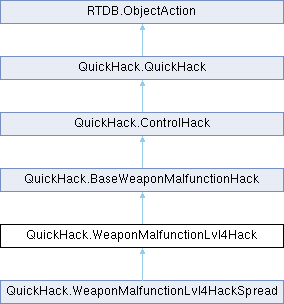 RTDB.ObjectAction
QuickHack.QuickHack
QuickHack.ControlHack
QuickHack.BaseWeaponMalfunctionHack
QuickHack.WeaponMalfunctionLvl4Hack
QuickHack.WeaponMalfunctionLvl4HackSpread